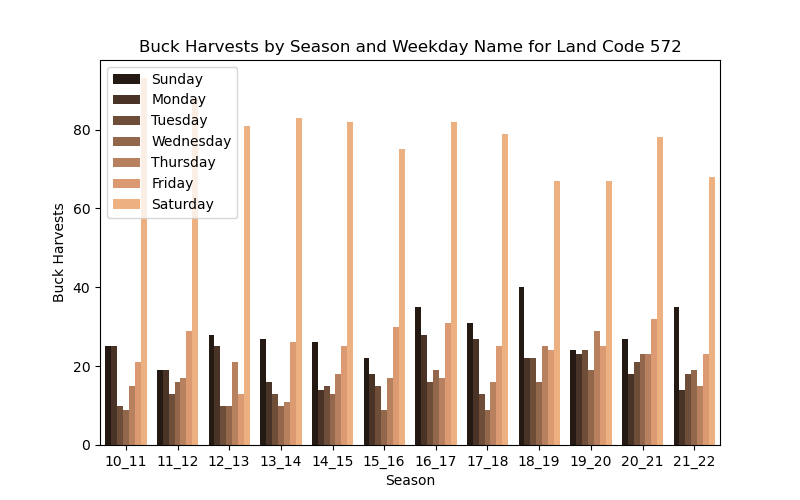 Buck Harvests by Season and Weekday Name for Land Code 572
Sunday
Monday
Tuesday
Wednesday
Thursday
Friday
Saturday
80
60
40
20
0
Buck Harvests
10_11 11_12 12_13 13_14 14_15 15_16 16_17 17_18 18_19 19_20 20_21 21_22
Season